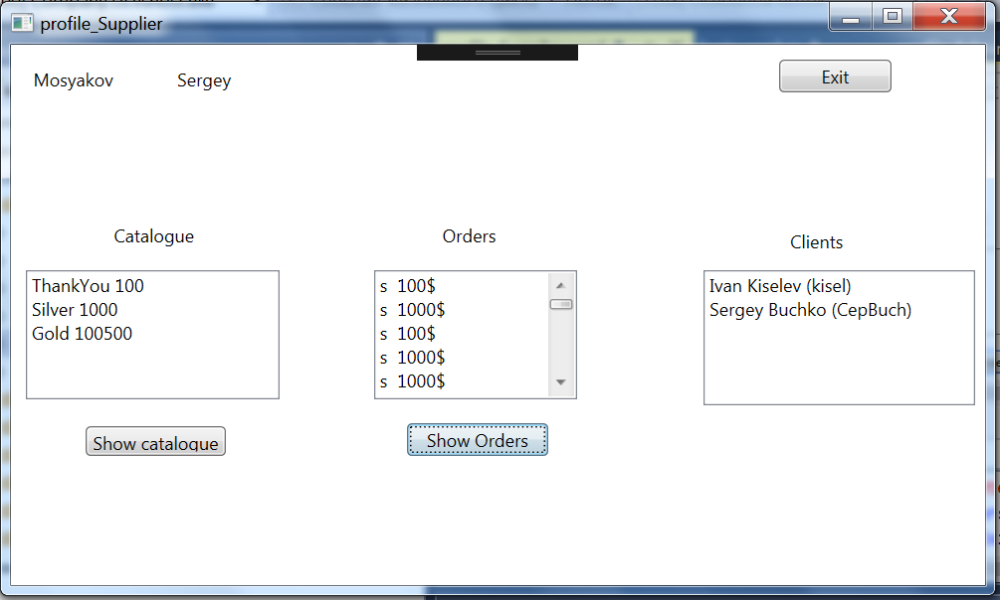 profile_Supplier
Mosyakov Sergey Exit
Catalogue
Orders
Clients
ThankYou 100
Silver 1000
Gold 100500
s 100$
s 1000$
s 100$
s 1000$
s 1000$
Ivan Kiselev (kisel)
Sergey Buchko (CepBuch)
Show catalogue
Show Orders